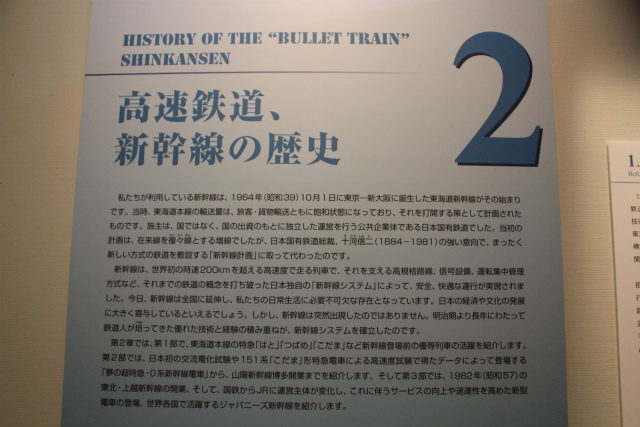 HISTORY OF THE “BULLET TRAIN”
SHINKANSEN
2
高速鉄道、
新幹線の歴史
私たちが利用している新幹線は、1964年(昭和39)10月1日に東京―新大阪に誕生した東海道新幹線がその始まり
です。当時、東海道本線の輸送量は、旅客・貨物輸送ともに飽和状態になっており、それを打開する策として計画された
ものです。施主は、国ではなく、国の出資のもとに独立した運営を行う公共企業体である日本国有鉄道でした。当初の
計画は、在来線を複々線とする増線でしたが、日本国有鉄道総裁、十河信二(1884−1981)の強い意向で、まったく
新しい方式の鉄道を敷設する「新幹線計画」に取って代わったのです。
新幹線は、世界初の時速200kmを超える高速度で走る列車で、それを支える高規格路線、信号設備、運転集中管理
方式など、それまでの鉄道の概念を打ち破った日本独自の「新幹線システム」によって、安全、快適な運行が実現されま
した。今日、新幹線は全国に延伸し、私たちの日常生活に必要不可欠な存在となっています。日本の経済や文化の発展
に大きく寄与しているといえるでしょう。しかし、新幹線は突然出現したのではありません。明治期より長年にわたって
鉄道人が培ってきた優れた技術と経験の積み重ねが、新幹線システムを確立したのです。
第2章では、第1部で、東海道本線の特急「はと」「つばめ」「こだま」など新幹線登場前の優等列車の活躍を紹介します。
第2部では、日本初の交流電化試験や151系「こだま」形特急電車による高速度試験で得たデータによって登場する
「夢の超特急・0系新幹線電車」から、山陽新幹線博多開業までを紹介します。そして第3部では、1982年(昭和57)の
東北・上越新幹線の開業、そして、国鉄からJRに運営主体が変化し、これに伴うサービスの向上や速達性を高めた新型
電車の登場、世界各国で活躍するジャパニーズ新幹線を紹介します。
1.